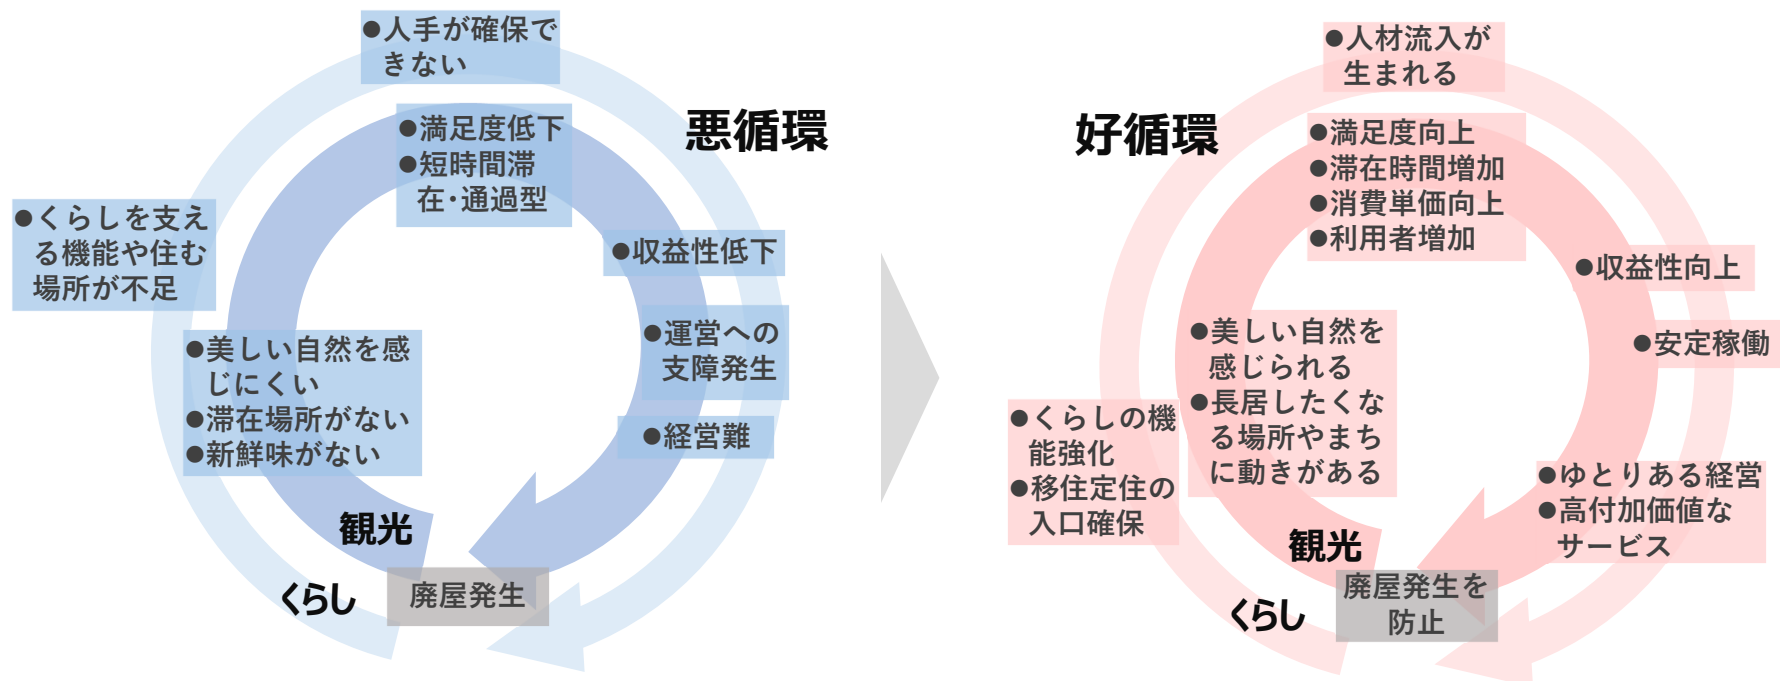 ●人手が確保で
きない
悪循環
●満足度低下
●短時間滞
在・通過型
●くらしを支え
る機能や住む
場所が不足
●収益性低下
●運営への
支障発生
●美しい自然を感
じにくい
●滞在場所がない
●新鮮味がない
●経営難
観光
くらし
廃屋発生
●人材流入が
生まれる
好循環
●満足度向上
●滞在時間増加
●消費単価向上
●利用者増加
●収益性向上
●安定稼働
●美しい自然を
感じられる
●長居したくな
る場所やまち
に動きがある
●くらしの機
能強化
●移住定住の
入口確保
●ゆとりある経営
●高付加価値な
サービス
観光
くらし
廃屋発生を
防止